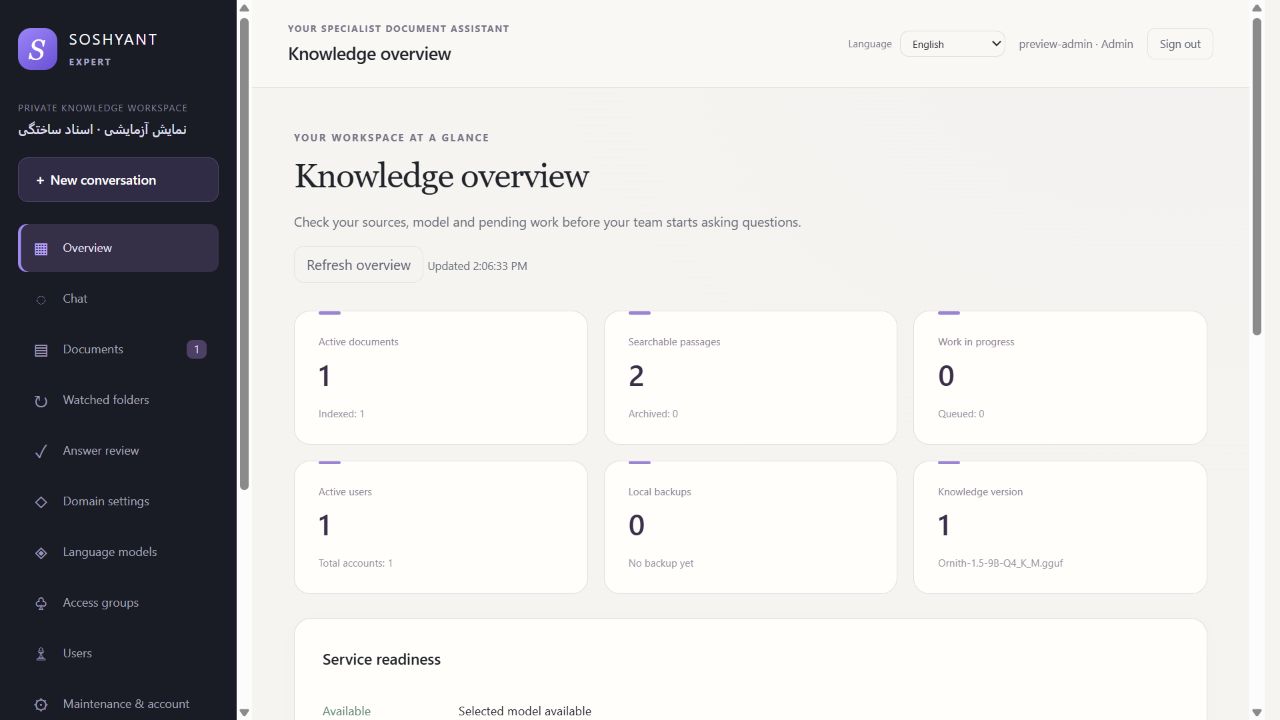 S
SOSHYANT
EXPERT
PRIVATE KNOWLEDGE WORKSPACE
نمایش آزمایشی · اسناد ساختگی
+ New conversation
Overview
Chat
Documents 1
Watched folders
Answer review
Domain settings
Language models
Access groups
Users
Maintenance & account
YOUR SPECIALIST DOCUMENT ASSISTANT
Knowledge overview
Language English preview-admin · Admin Sign out
YOUR WORKSPACE AT A GLANCE
Knowledge overview
Check your sources, model and pending work before your team starts asking questions.
Refresh overview Updated 2:06:33 PM
Active documents
1
Indexed: 1
Searchable passages
2
Archived: 0
Work in progress
0
Queued: 0
Active users
1
Total accounts: 1
Local backups
0
No backup yet
Knowledge version
1
Ornith-1.5-9B-Q4_K_M.gguf
Service readiness
Available Selected model available